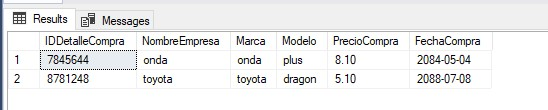 Results Messages
IDDetalleCompra NombreEmpresa Marca Modelo PrecioCompra FechaCompra
1 7845644 onda onda plus 8.10 2084-05-04
2 8781248 toyota toyota dragon 5.10 2088-07-08